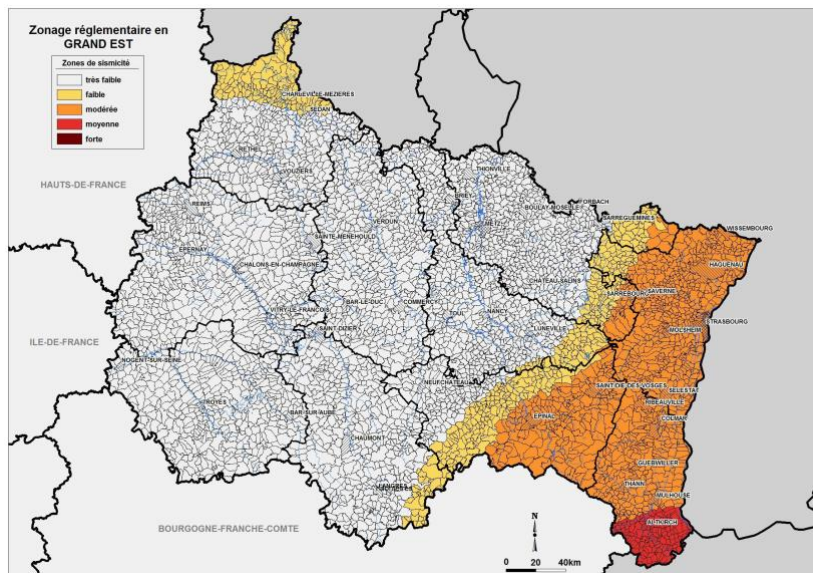 Zonage réglementaire en
GRAND EST
Zones de sismicité
très faible
faible
modérée
moyenne
forte
CHARLEVILLE-MEZIERES
SEDAN
RETHEL
VOUZIERS
HAUTS-DE-FRANCE
THIONVILLE
BRIEY
FORBACH
BOULAY-MOSELLE
SARREGUEMINES
REIMS
VERDUN
METZ
WISSEMBOURG
SAINTE-MENEHOULD
HAGUENAU
EPERNAY
CHALONS-EN-CHAMPAGNE
CHATEAU-SALINS
SARREBOURG
SAVERNE
BAR-LE-DUC
COMMERCY
VITRY-LE-FRANCOIS
TOUL
NANCY
STRASBOURG
MOLSHEIM
SAINT-DIZIER
LUNEVILLE
ILE-DE-FRANCE
NOGENT-SUR-SEINE
NEUFCHATEAU
SAINT-DIE-DES-VOSGES
SELESTAT
TROYES
RIBEAUVILLE
BAR-SUR-AUBE
EPINAL
COLMAR
CHAUMONT
GUEBWILLER
LANGRES
THANN
MULHOUSE
BOURGOGNE-FRANCHE-COMTE
ALTKIRCH
N
0 20 40km